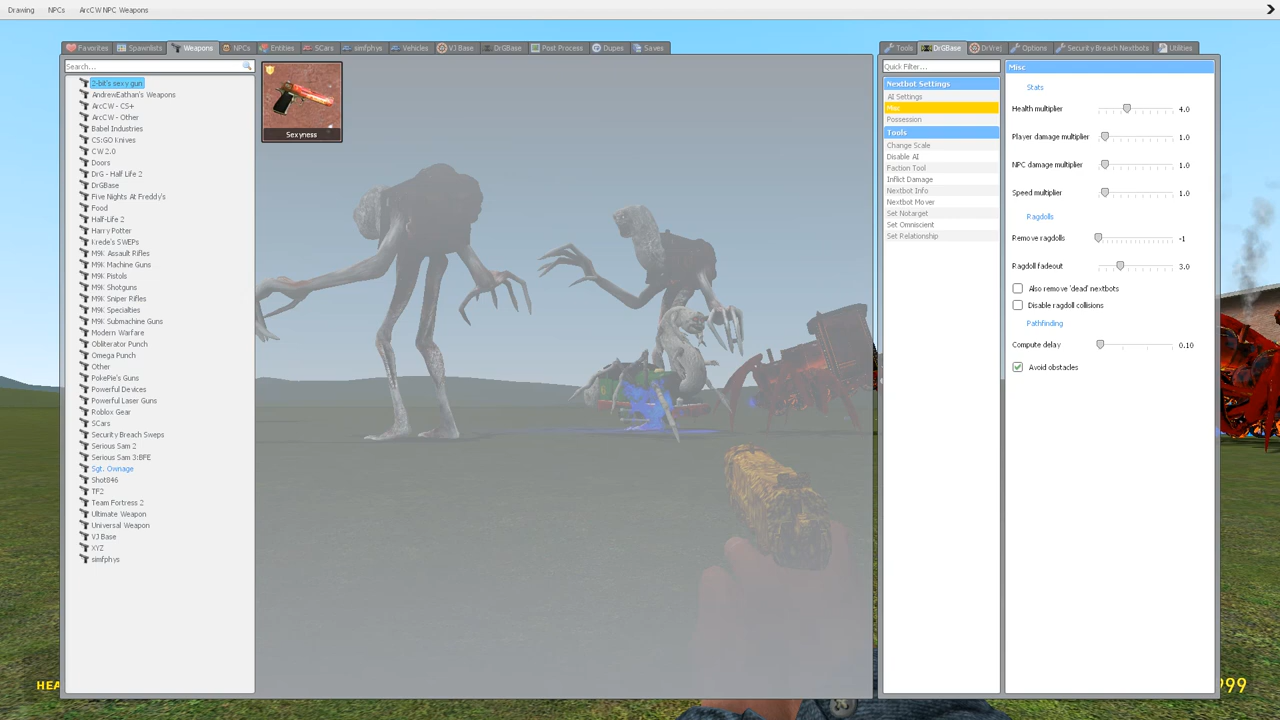 Drawing NPCs ArcCW NPC Weapons
Favorites Spawnlists Weapons NPCs Entities SCars simfphys Vehicles VJ Base DrGBase Post Process Dupes Saves
Search...
2-bit's sexy gun
AndrewEathan's Weapons
ArcCW - CS+
ArcCW - Other
Babel Industries
CS:GO Knives
CW 2.0
Doors
DrG - Half Life 2
DrGBase
Five Nights At Freddy's
Food
Half-Life 2
Harry Potter
Krede's SWEPs
M9K Assault Rifles
M9K Machine Guns
M9K Pistols
M9K Shotguns
M9K Sniper Rifles
M9K Specialties
M9K Submachine Guns
Modern Warfare
Obliterator Punch
Omega Punch
Other
PokePie's Guns
Powerful Devices
Powerful Laser Guns
Roblox Gear
SCars
Security Breach Sweps
Serious Sam 2
Serious Sam 3:BFE
Sgt. Ownage
Shot846
TF2
Team Fortress 2
Ultimate Weapon
Universal Weapon
VJ Base
XYZ
simfphys
Sexyness
Tools DrGBase DrVrej Options Security Breach Nextbots Utilities
Quick Filter...
Nextbot Settings
AI Settings
Misc
Possession
Tools
Change Scale
Disable AI
Faction Tool
Inflict Damage
Nextbot Info
Nextbot Mover
Set Notarget
Set Omniscient
Set Relationship
Misc
Stats
Health multiplier 4.0
Player damage multiplier 1.0
NPC damage multiplier 1.0
Speed multiplier 1.0
Ragdolls
Remove ragdolls -1
Ragdoll fadeout 3.0
Also remove 'dead' nextbots
Disable ragdoll collisions
Pathfinding
Compute delay 0.10
Avoid obstacles
HEA
999